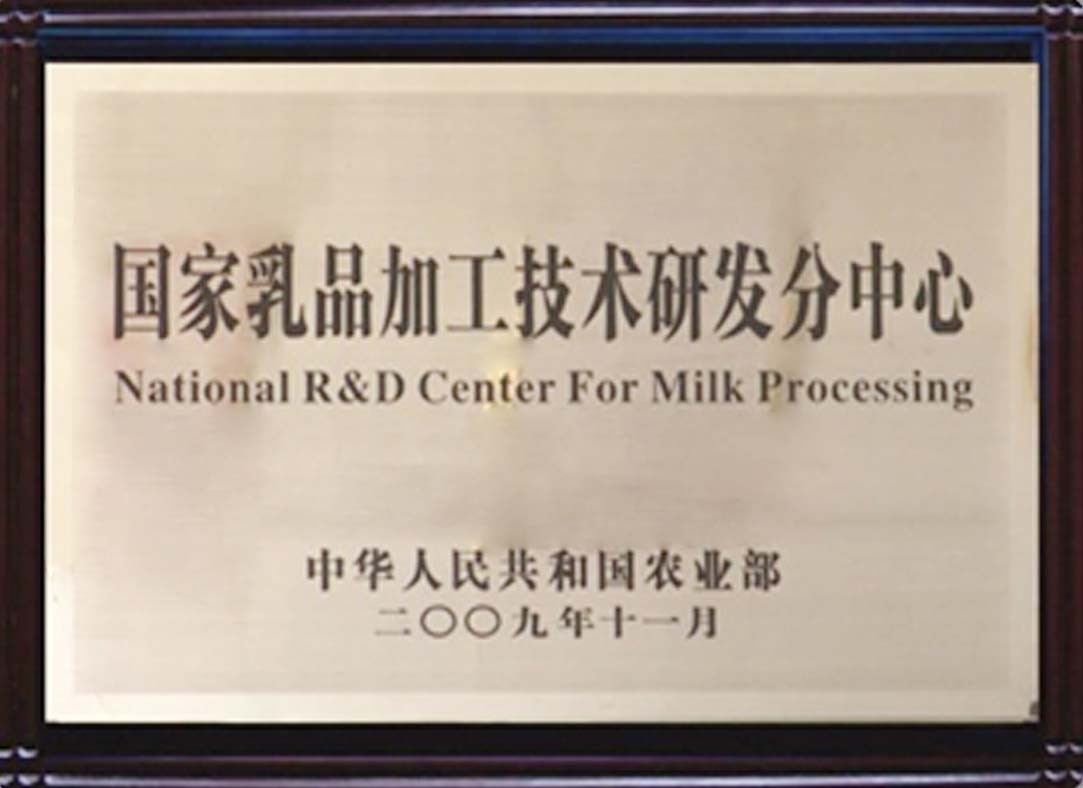 国家乳品加工技术研发分中心
National R&D Center For Milk Processing
中华人民共和国农业部
二〇〇九年十一月